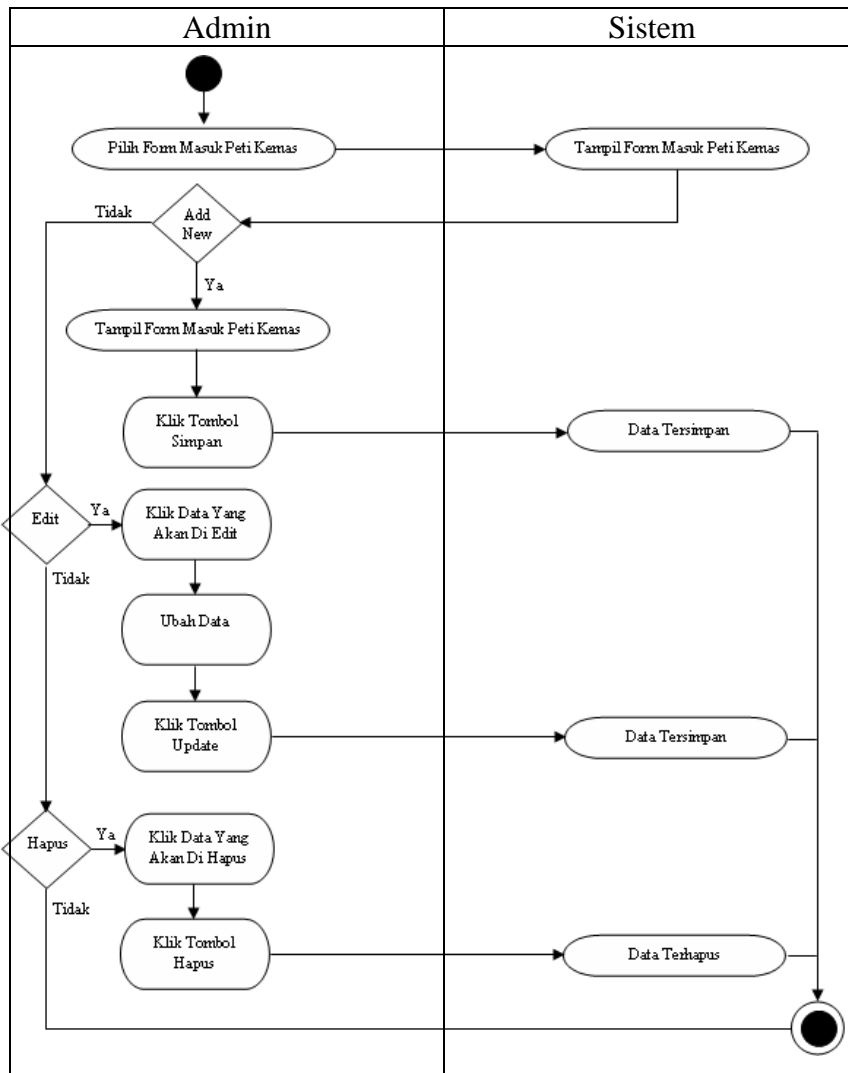 Admin
Sistem
Pilih Form Masuk Peti Kemas
Tampil Form Masuk Peti Kemas
Tidak
Add
New
Ya
Tampil Form Masuk Peti Kemas
Klik Tombol
Simpan
Data Tersimpan
Edit
Ya
Klik Data Yang
Akan Di Edit
Tidak
Ubah Data
Klik Tombol
Update
Data Tersimpan
Hapus
Ya
Klik Data Yang
Akan Di Hapus
Tidak
Klik Tombol
Hapus
Data Terhapus